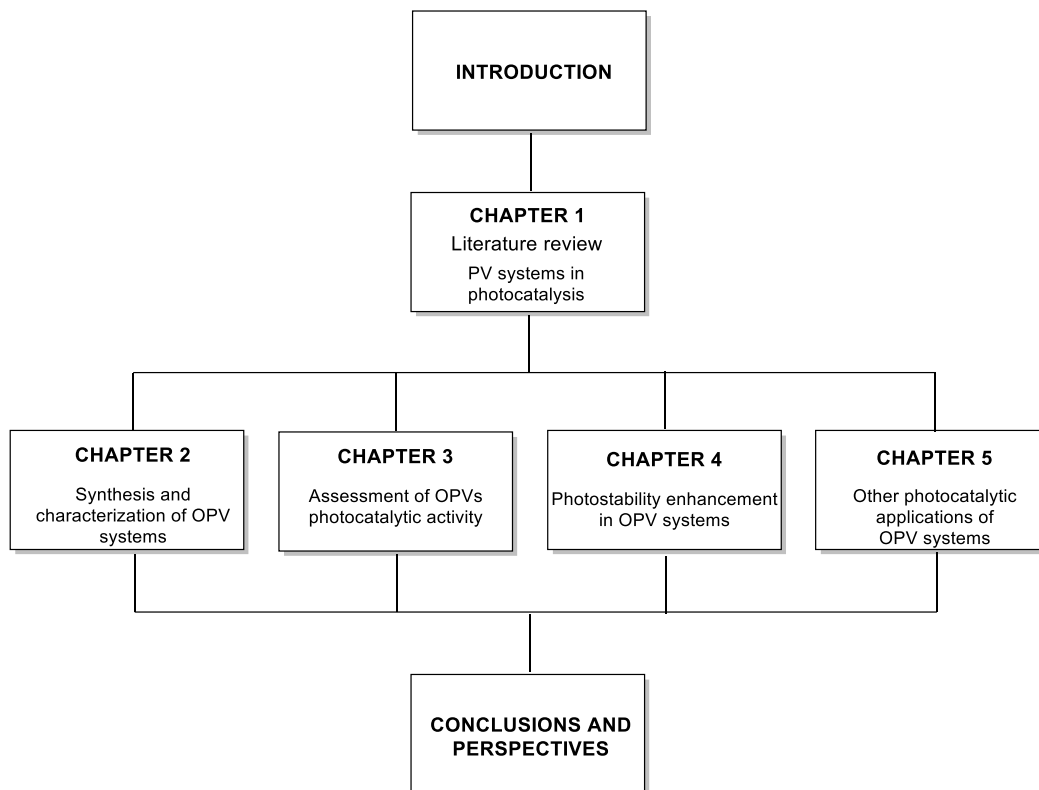 INTRODUCTION
CHAPTER 1
Literature review
PV systems in
photocatalysis
CHAPTER 2
Synthesis and
characterization of OPV
systems
CHAPTER 3
Assessment of OPVs
photocatalytic activity
CHAPTER 4
Photostability enhancement
in OPV systems
CHAPTER 5
Other photocatalytic
applications of
OPV systems
CONCLUSIONS AND
PERSPECTIVES